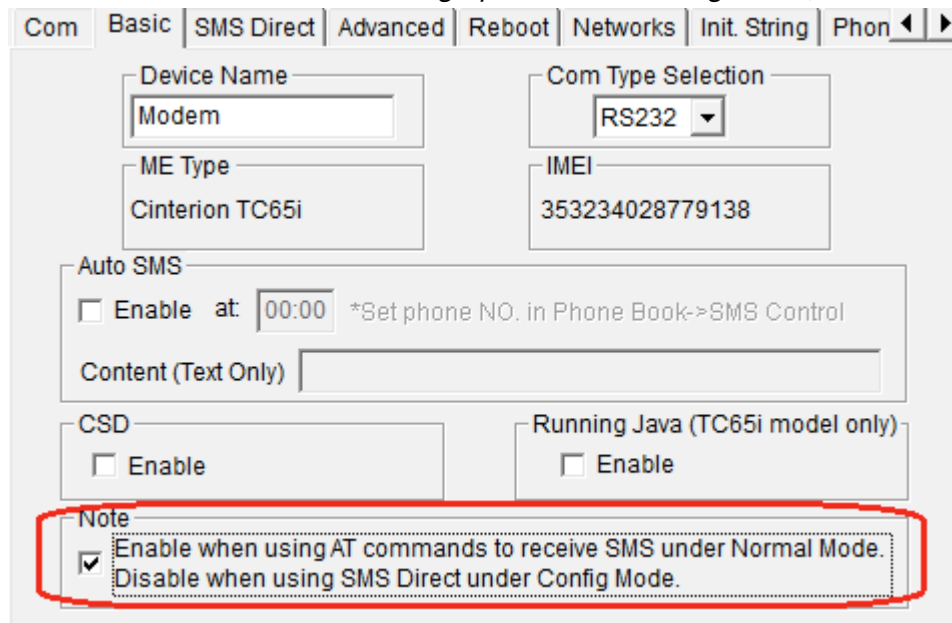 Com Basic SMS Direct Advanced Reboot Networks Init. String Phon
Device Name
Com Type Selection
Modem
RS232
ME Type
IMEI
Cinterion TC65i
353234028779138
Auto SMS
Enable at: 00:00 *Set phone NO. in Phone Book->SMS Control
Content (Text Only)
CSD
Running Java (TC65i model only)
Enable
Enable
Note
Enable when using AT commands to receive SMS under Normal Mode.
Disable when using SMS Direct under Config Mode.